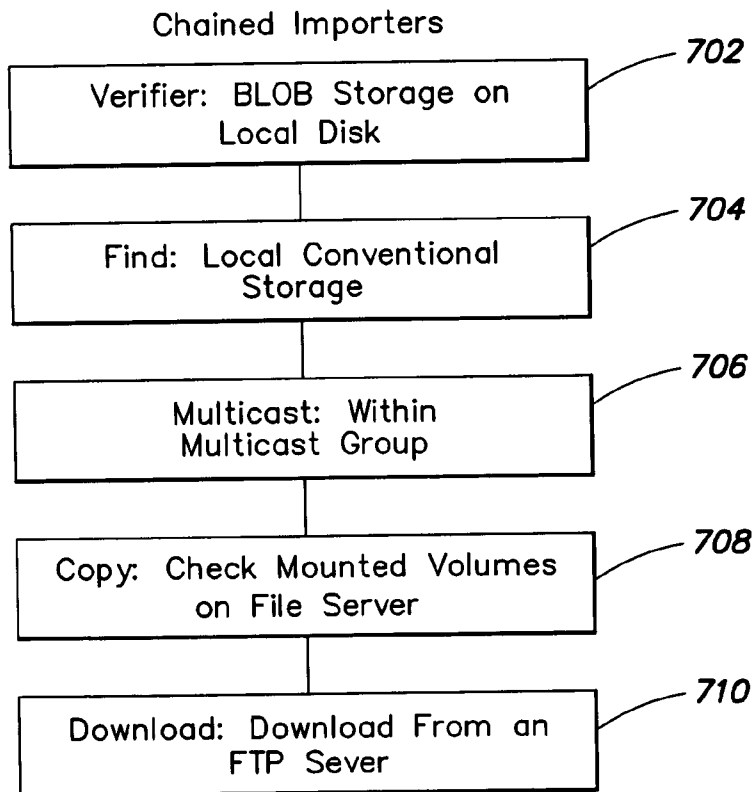 Chained Importers
702
Verifier: BLOB Storage on
Local Disk
704
Find: Local Conventional
Storage
706
Multicast: Within
Multicast Group
708
Copy: Check Mounted Volumes
on File Server
710
Download: Download From an
FTP Sever